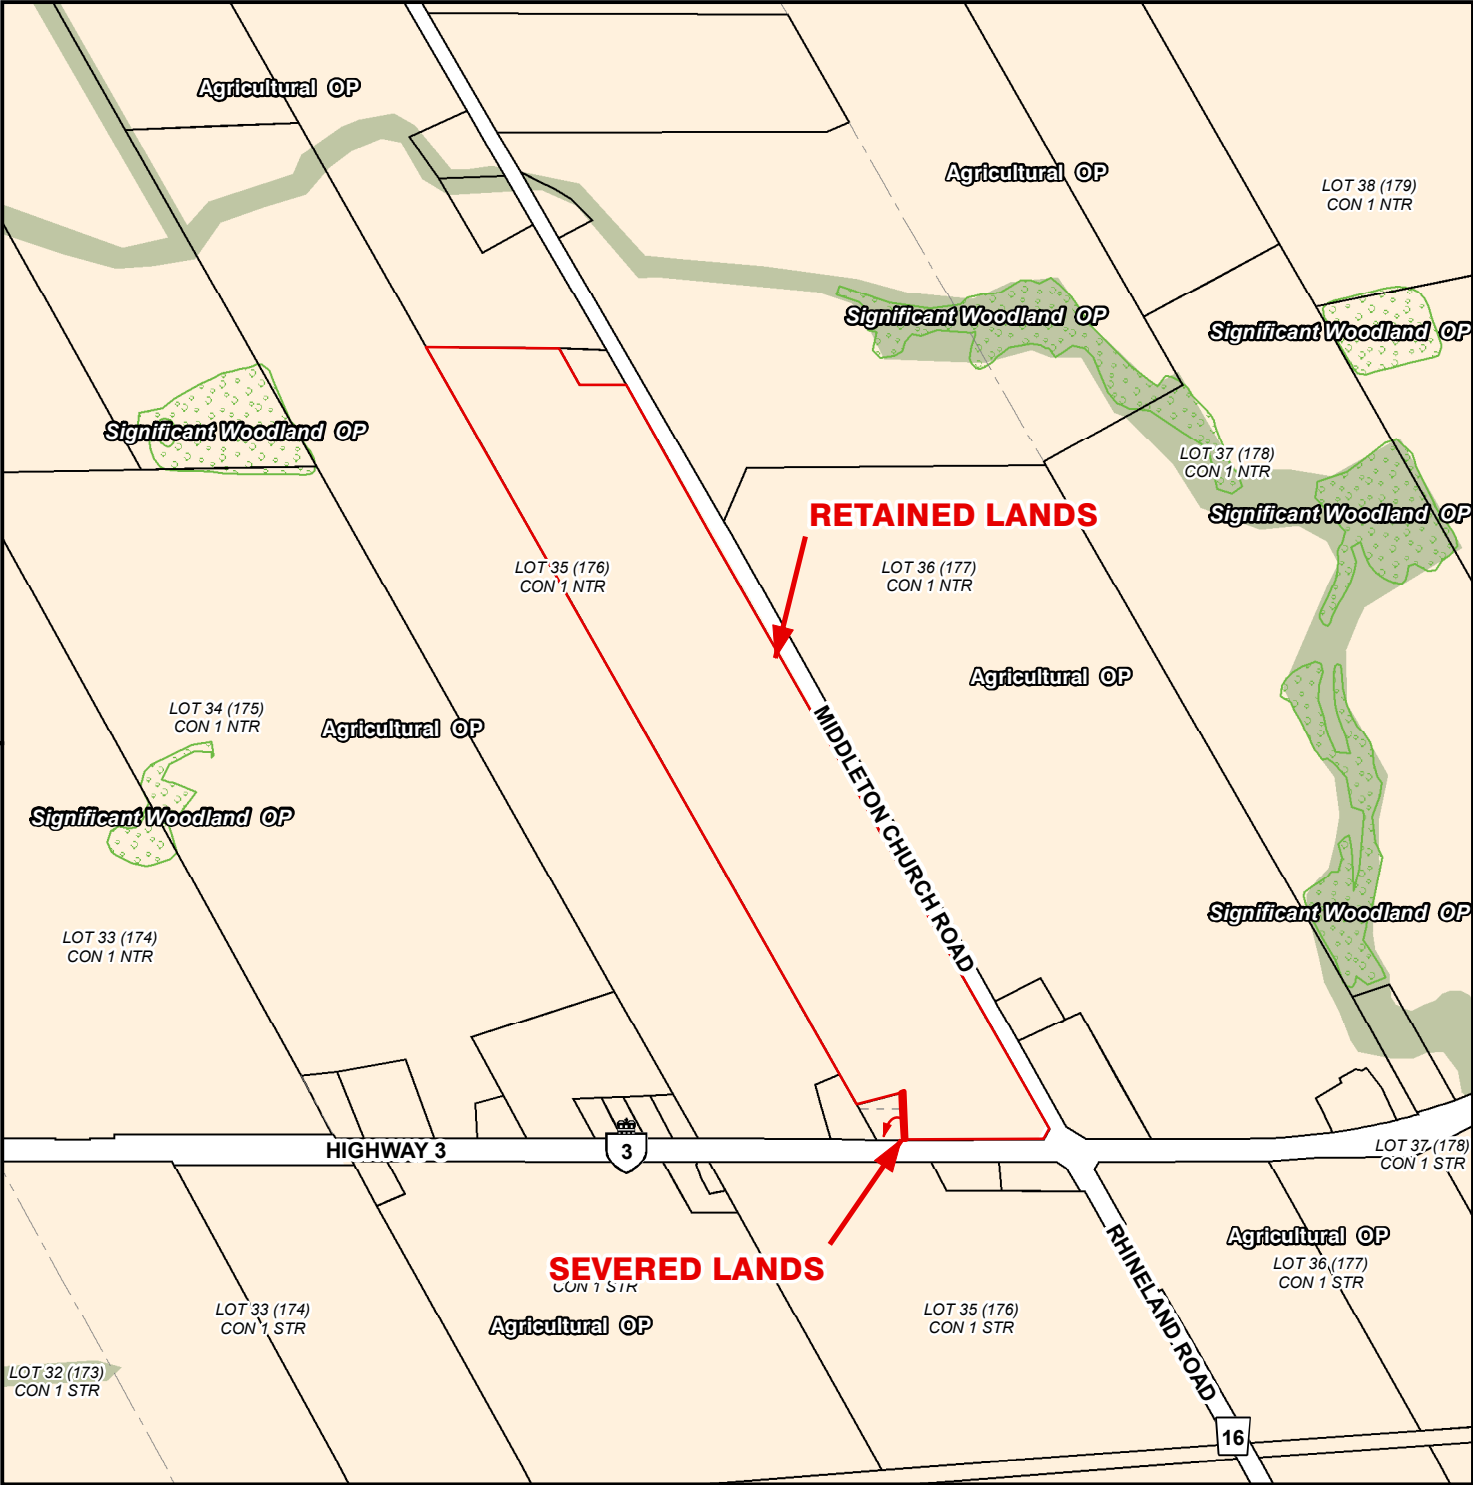 Agricultural OP
Agricultural OP
LOT 38 (179)
CON 1 NTR
Significant Woodland OP
Significant Woodland OP
Significant Woodland OP
LOT 37 (178)
CON 1 NTR
RETAINED LANDS
Significant Woodland OP
LOT 35 (176)
CON 1 NTR
LOT 36 (177)
CON 1 NTR
Agricultural OP
LOT 34 (175)
CON 1 NTR
Agricultural OP
MIDDLETON CHURCH ROAD
Significant Woodland OP
Significant Woodland OP
LOT 33 (174)
CON 1 NTR
HIGHWAY 3
3
LOT 37 (178)
CON 1 STR
RHINELAND ROAD
Agricultural OP
LOT 36 (177)
CON 1 STR
SEVERED LANDS
CON 1 STR
LOT 33 (174)
CON 1 STR
Agricultural OP
LOT 35 (176)
CON 1 STR
LOT 32 (173)
CON 1 STR
16